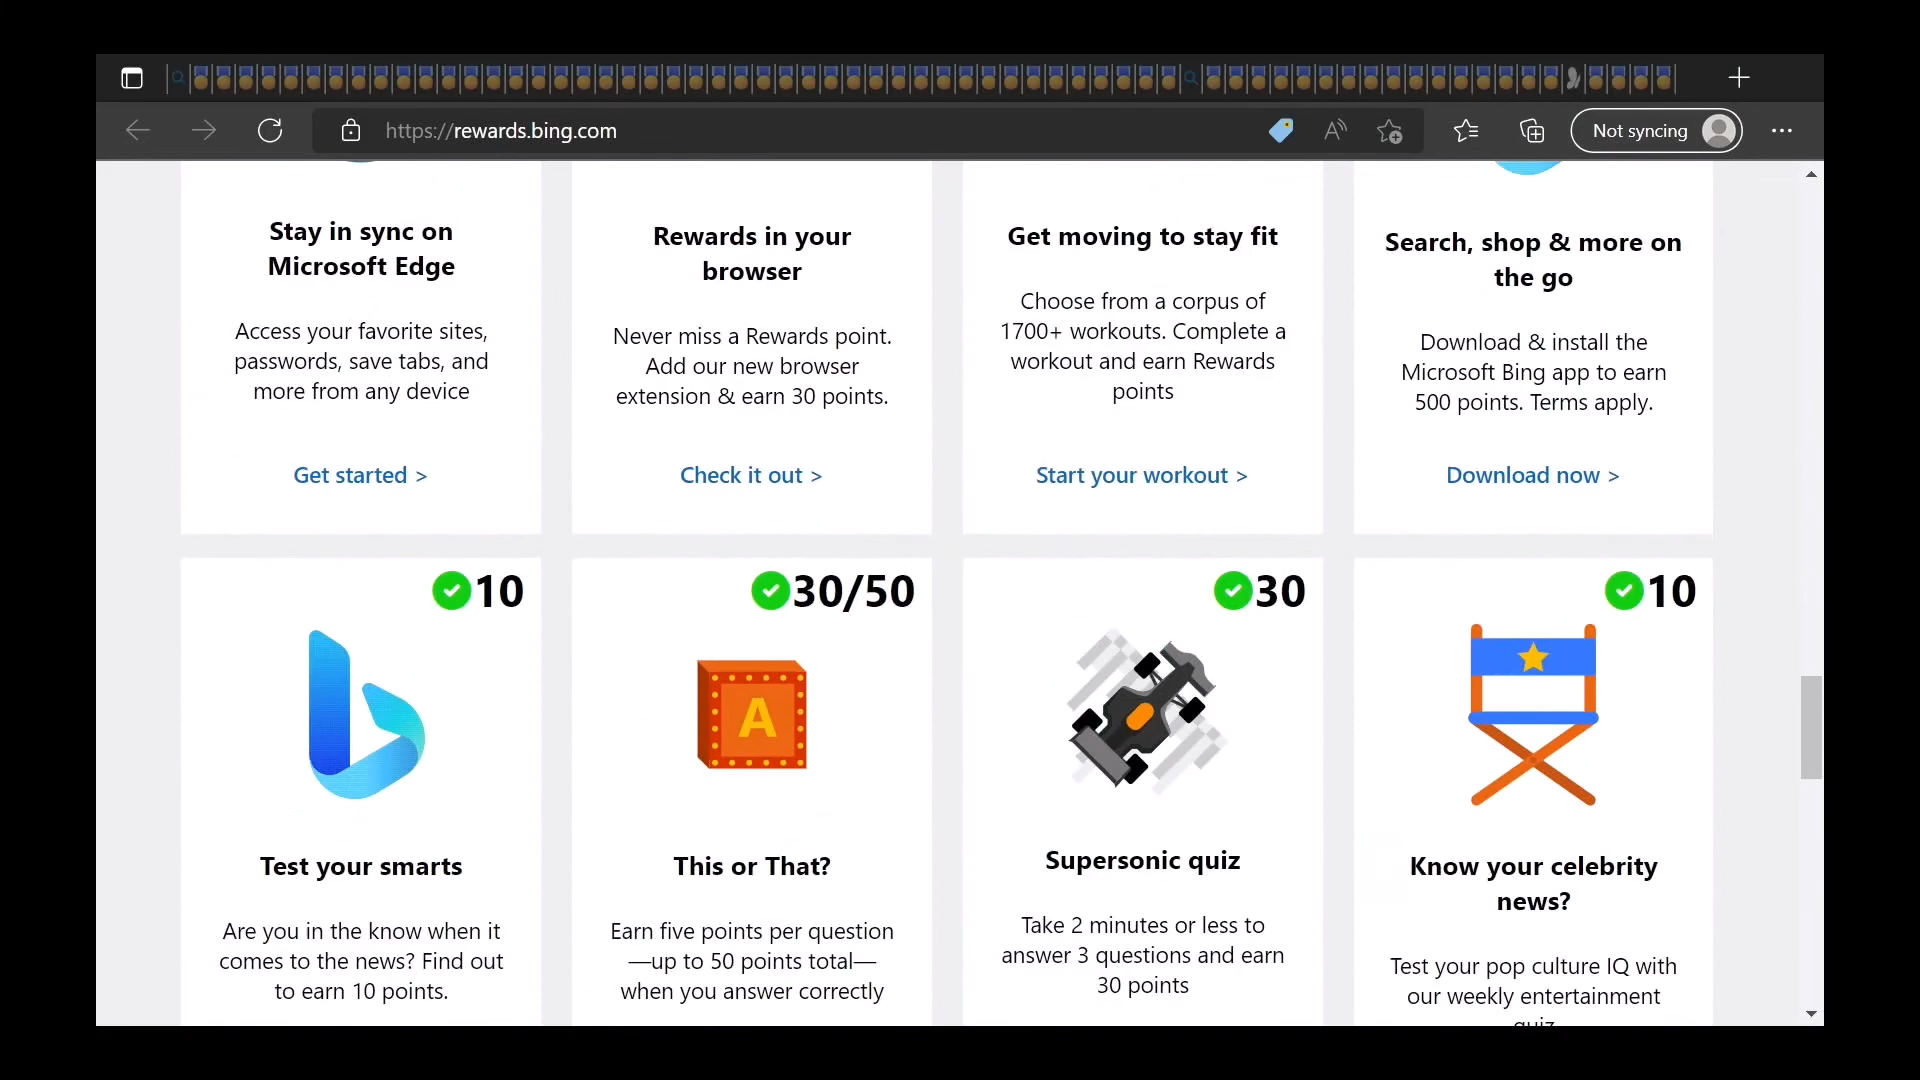 https://rewards.bing.com
Not syncing
Stay in sync on
Microsoft Edge
Access your favorite sites,
passwords, save tabs, and
more from any device
Get started >
Rewards in your
browser
Never miss a Rewards point.
Add our new browser
extension & earn 30 points.
Check it out >
Get moving to stay fit
Choose from a corpus of
1700+ workouts. Complete a
workout and earn Rewards
points
Start your workout >
Search, shop & more on
the go
Download & install the
Microsoft Bing app to earn
500 points. Terms apply.
Download now >
10
Test your smarts
Are you in the know when it
comes to the news? Find out
to earn 10 points.
30/50
A
This or That?
Earn five points per question
—up to 50 points total—
when you answer correctly
30
Supersonic quiz
Take 2 minutes or less to
answer 3 questions and earn
30 points
10
Know your celebrity
news?
Test your pop culture IQ with
our weekly entertainment
quiz